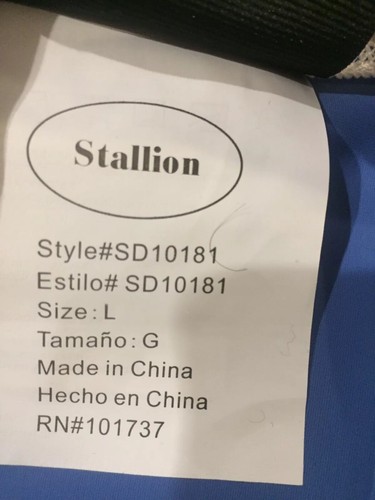 Stallion
Style#SD10181
Estilo# SD10181
Size: L
Tamaño: G
Made in China
Hecho en China
RN#101737